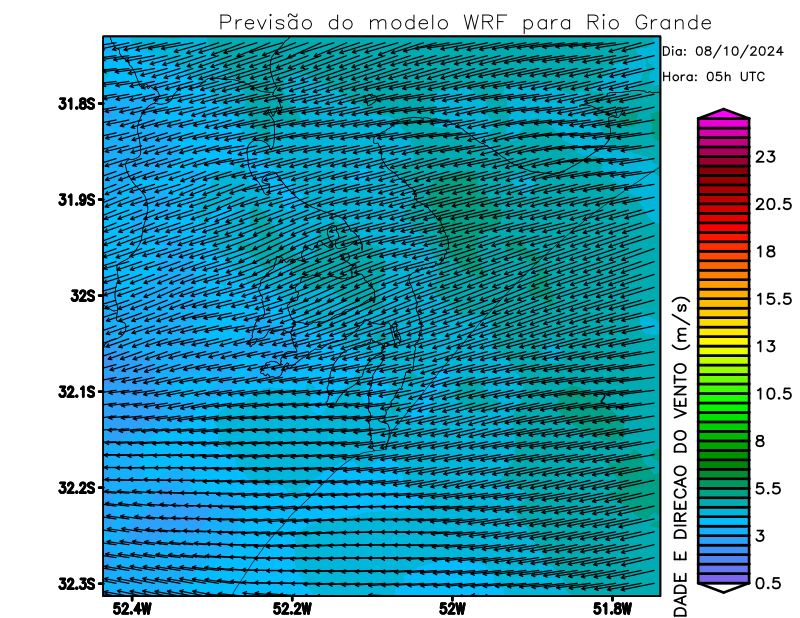 Previsão do modelo WRF para Rio Grande
Dia: 08/10/2024
Hora: 05h UTC
31.8S
31.9S
32S
32.1S
32.2S
32.3S
52.4W
52.2W
52W
51.8W
DADE E DIRECAO DO VENTO (m/s)
23
20.5
18
15.5
13
10.5
8
5.5
3
0.5